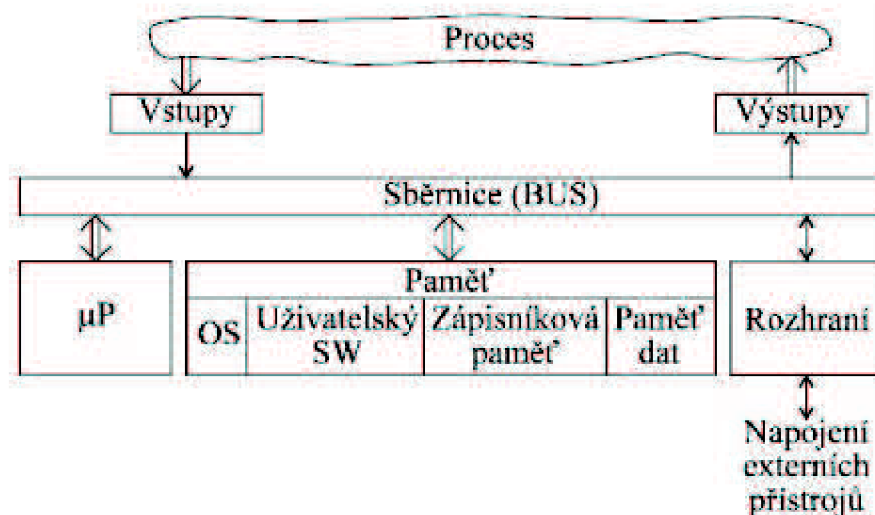 Proces
Vstupy
Výstupy
Sběrnice (BUS)
μP
Paměť
OS
Uživatelský
SW
Zápisníková
paměť
Paměť
dat
Rozhraní
Napojení
externích
přístrojů